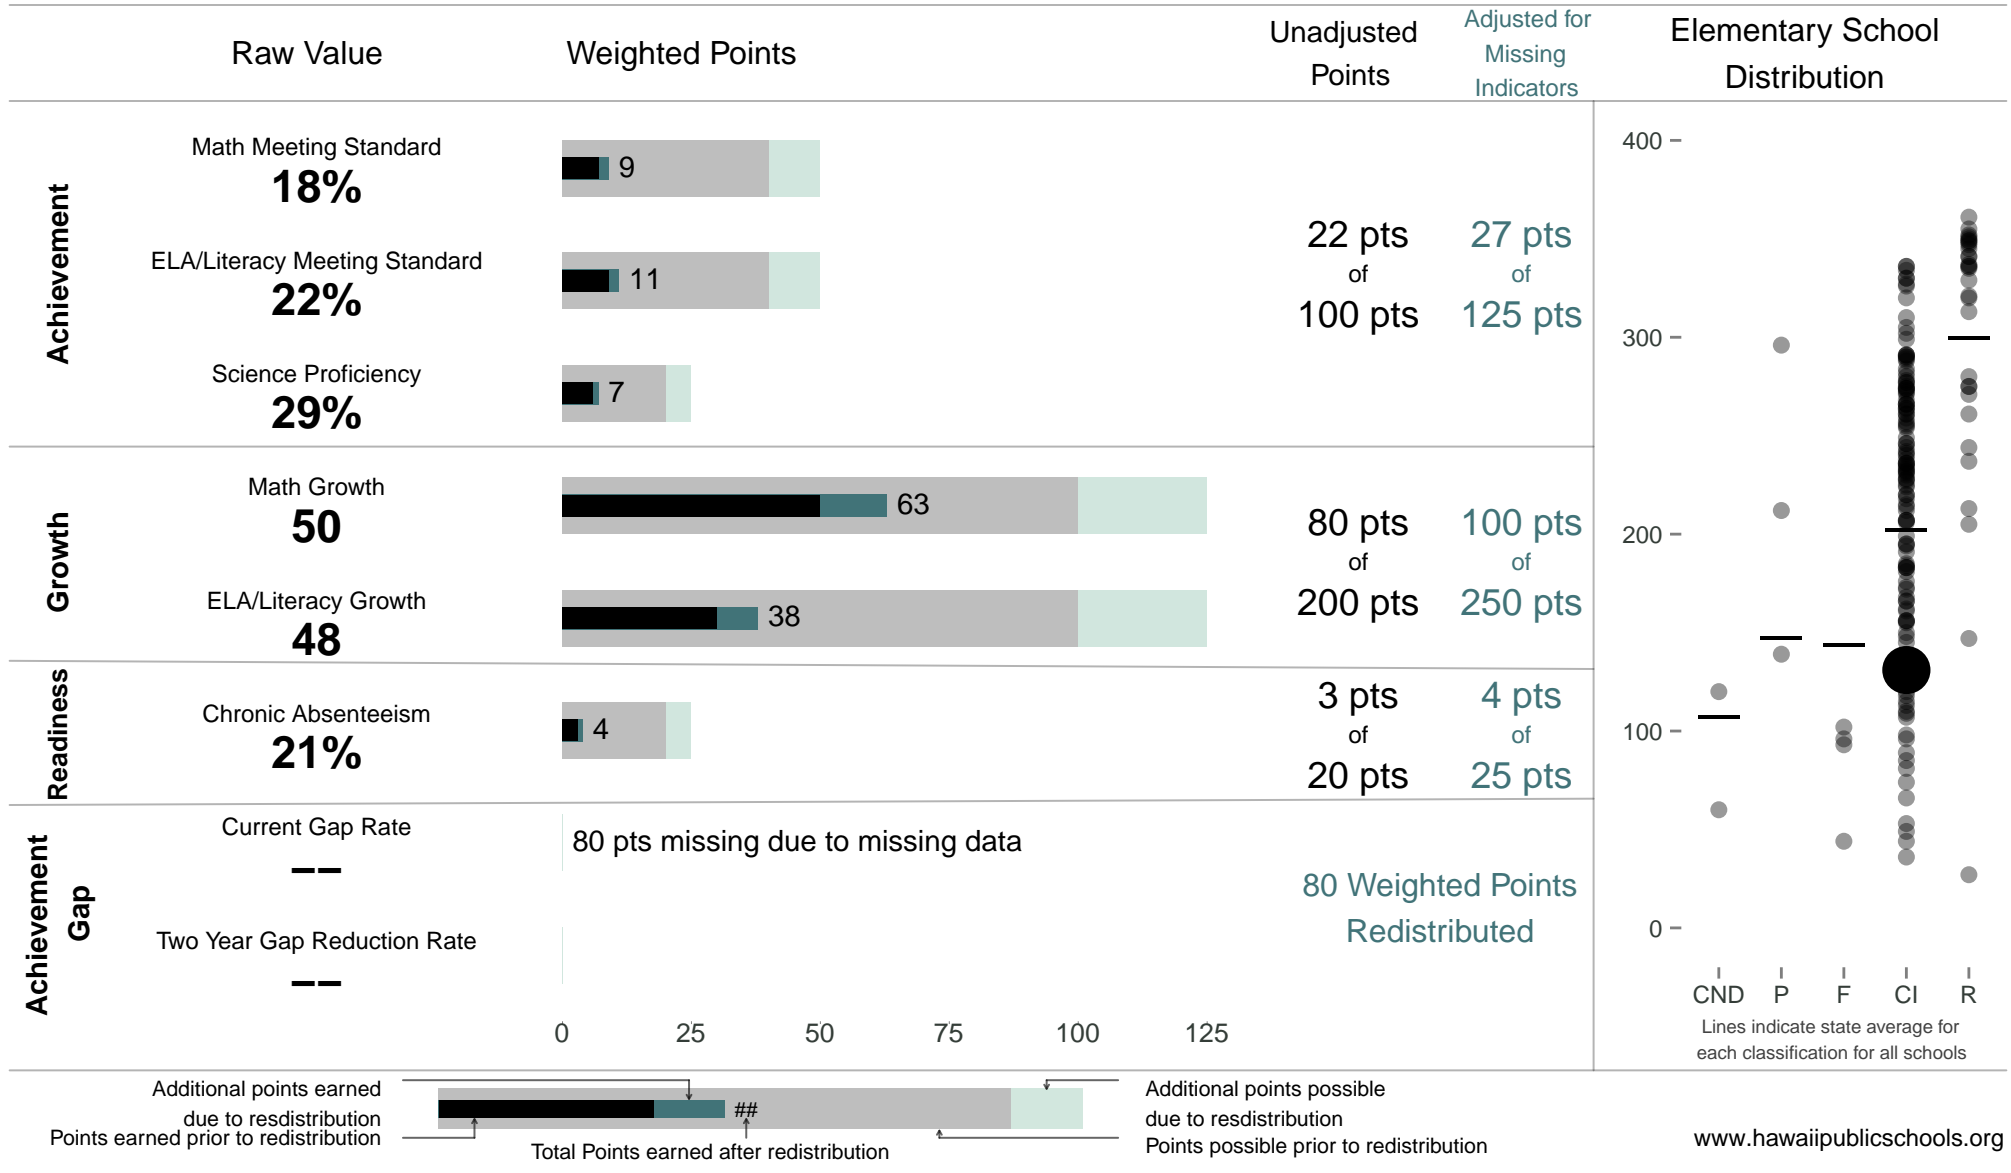 Raw Value
Weighted Points
Unadjusted
Points
Adjusted for
Missing
Indicators
Elementary School
Distribution
Achievement
Math Meeting Standard
18%
9
ELA/Literacy Meeting Standard
22%
11
Science Proficiency
29%
7
22 pts
of
100 pts
27 pts
of
125 pts
Growth
Math Growth
50
63
ELA/Literacy Growth
48
38
80 pts
of
200 pts
100 pts
of
250 pts
Readiness
Chronic Absenteeism
21%
4
3 pts
of
20 pts
4 pts
of
25 pts
Achievement
Gap
Current Gap Rate
--
80 pts missing due to missing data
Two Year Gap Reduction Rate
--
80 Weighted Points
Redistributed
0 25 50 75 100 125
400
300
200
100
0
CND P F CI R
Lines indicate state average for
each classification for all schools
Additional points earned
due to resdistribution
Points earned prior to redistribution
##
Total Points earned after redistribution
Additional points possible
due to resdistribution
Points possible prior to redistribution
www.hawaiipublicschools.org